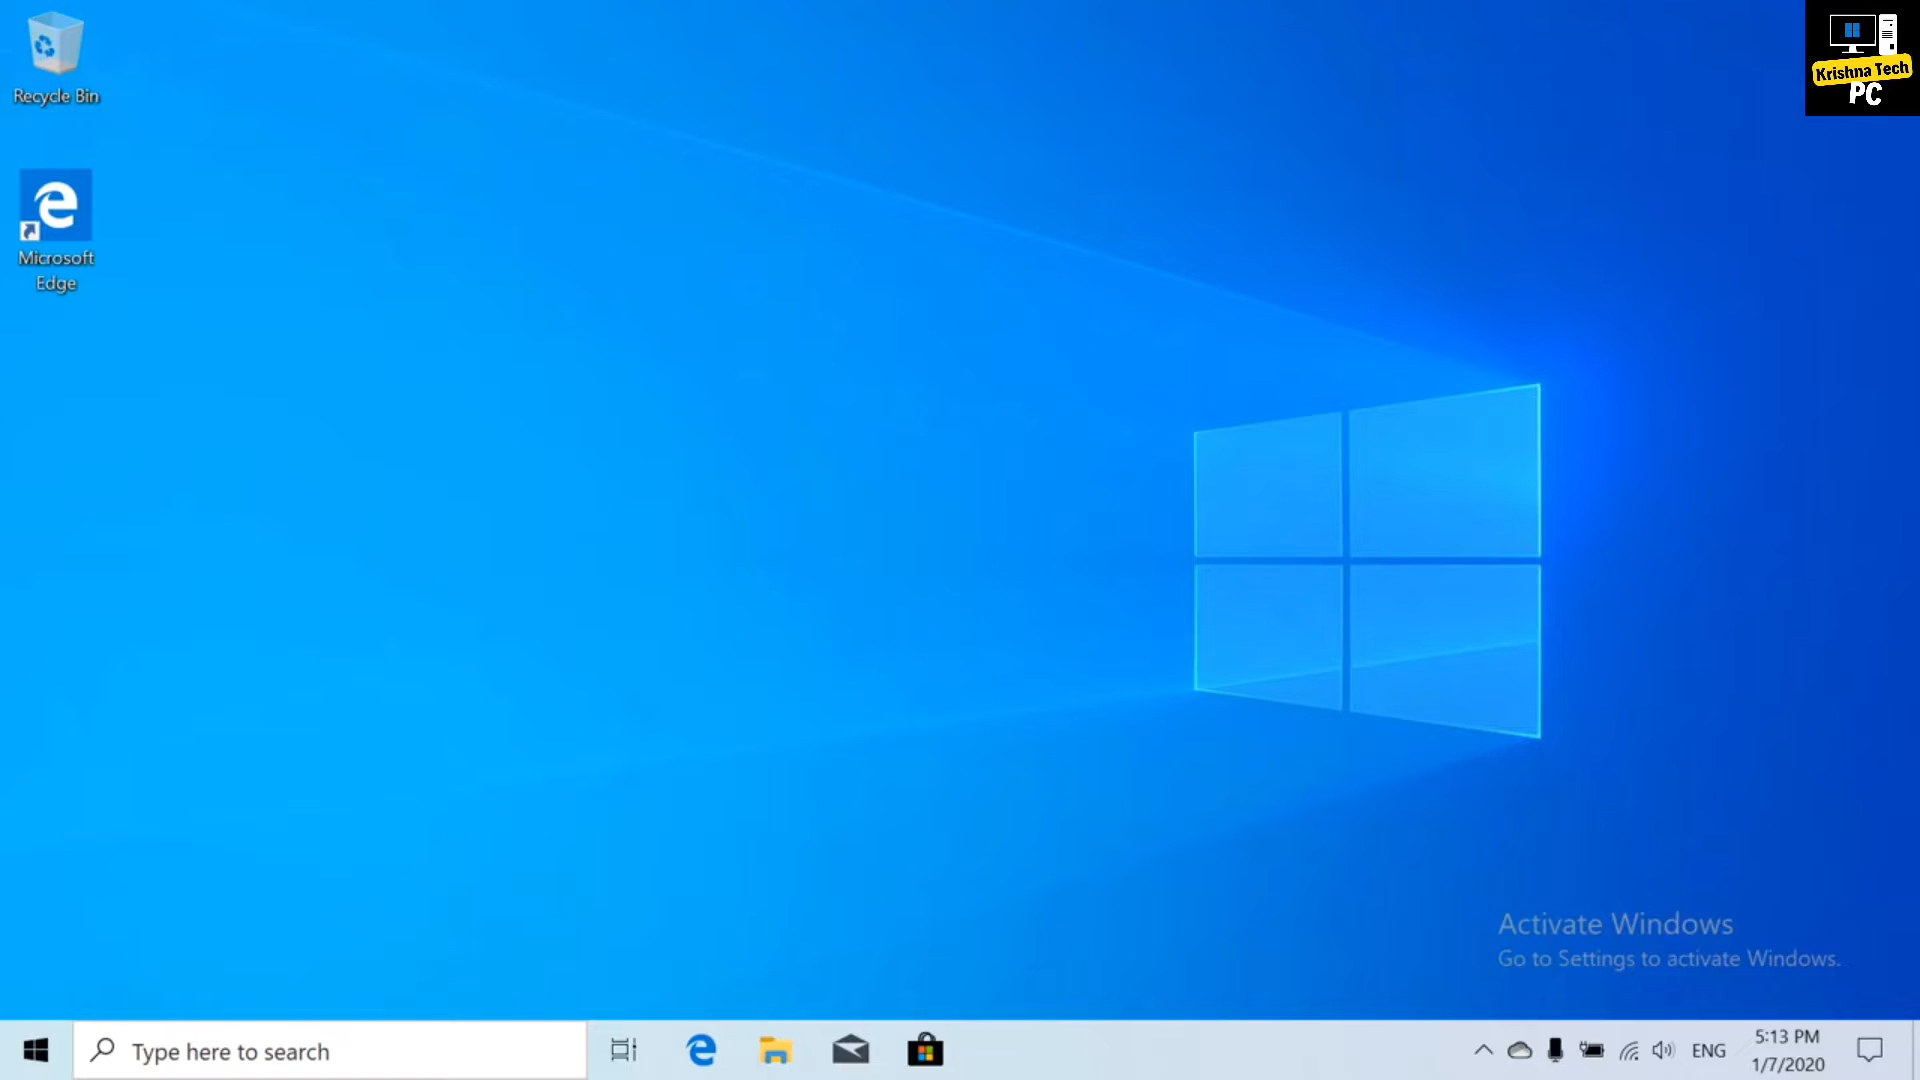 Recycle Bin
Microsoft
Edge
Krishna Tech
PC
Activate Windows
Go to Settings to activate Windows.
Type here to search
ENG
5:13 PM
1/7/2020